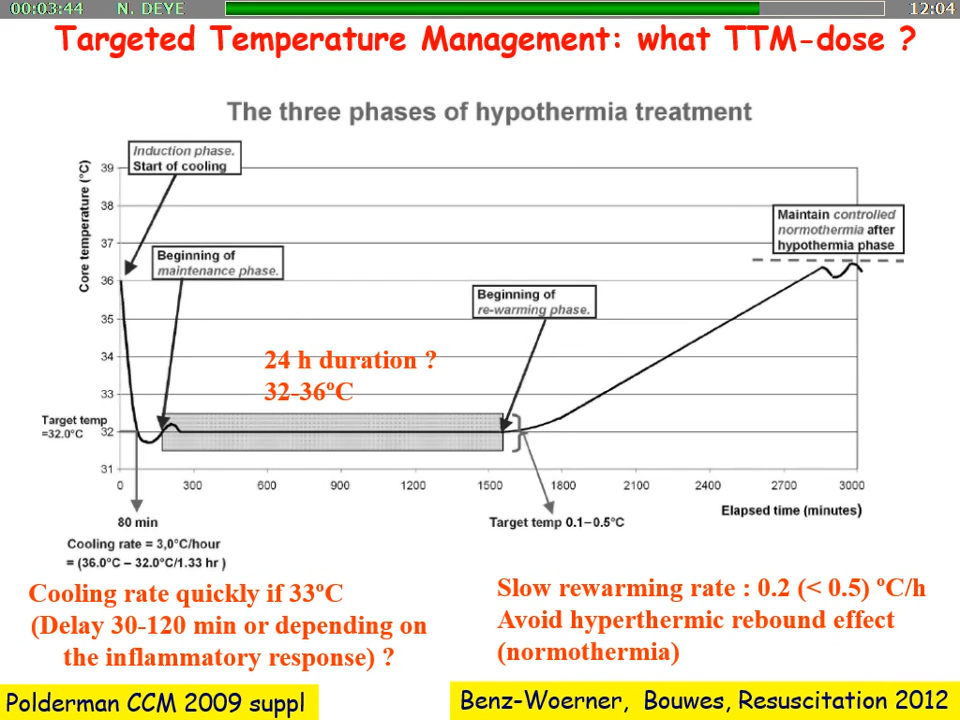 00:03:44 N. DEYE 12:04
Targeted Temperature Management: what TTM-dose ?
The three phases of hypothermia treatment
Induction phase.
Start of cooling
Core temperature (°C)
39
38
37
36
35
34
33
32
31
Beginning of
maintenance phase.
Beginning of
re-warming phase.
Maintain controlled
normothermia after
hypothermia phase
24 h duration ?
32-36°C
Target temp
=32.0°C
0 300 600 900 1200 1500 1800 2100 2400 2700 3000
Elapsed time (minutes)
80 min
Target temp 0.1–0.5°C
Cooling rate = 3,0°C/hour
= (36.0°C – 32.0°C/1.33 hr )
Cooling rate quickly if 33°C
(Delay 30-120 min or depending on
the inflammatory response) ?
Slow rewarming rate : 0.2 (< 0.5) °C/h
Avoid hyperthermic rebound effect
(normothermia)
Polderman CCM 2009 suppl
Benz-Woerner, Bouwes, Resuscitation 2012